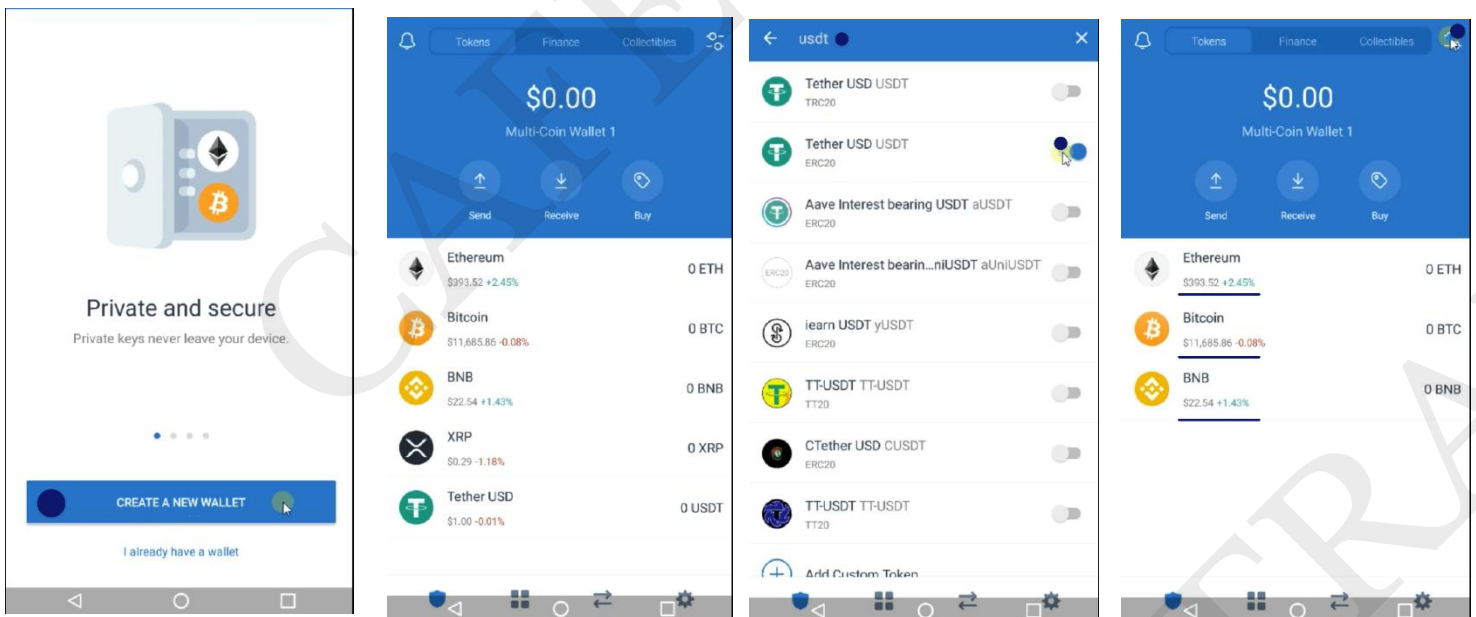 Private and secure
Private keys never leave your device.
CREATE A NEW WALLET
I already have a wallet
Tokens Finance Collectibles
$0.00
Multi-Coin Wallet 1
Send Receive Buy
Ethereum
$393.52 +2.45%
0 ETH
Bitcoin
$11,685.86 -0.08%
0 BTC
BNB
$22.54 +1.43%
0 BNB
XRP
$0.29 -1.18%
0 XRP
Tether USD
$1.00 -0.01%
0 USDT
usdt
Tether USD USDT
TRC20
Tether USD USDT
ERC20
Aave Interest bearing USDT aUSDT
ERC20
Aave Interest bearin...niUSDT aUniUSDT
ERC20
ERC20
iearn USDT yUSDT
ERC20
TT-USDT TT-USDT
TT20
CTether USD CUSDT
ERC20
TT-USDT TT-USDT
TT20
Add Custom Token
Tokens Finance Collectibles
$0.00
Multi-Coin Wallet 1
Send Receive Buy
Ethereum
$393.52 +2.45%
0 ETH
Bitcoin
$11,685.86 -0.08%
0 BTC
BNB
$22.54 +1.43%
0 BNB
CAFE
TRA